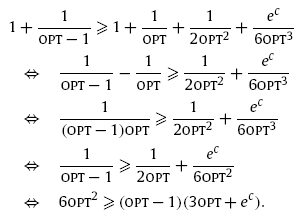 1 + 1/(OPT − 1) ⩾ 1 + 1/OPT + 1/(2OPT²) + e^c/(6OPT³)
⇔ 1/(OPT − 1) − 1/OPT ⩾ 1/(2OPT²) + e^c/(6OPT³)
⇔ 1/((OPT − 1)OPT) ⩾ 1/(2OPT²) + e^c/(6OPT³)
⇔ 1/(OPT − 1) ⩾ 1/(2OPT) + e^c/(6OPT²)
⇔ 6OPT² ⩾ (OPT − 1)(3OPT + e^c).